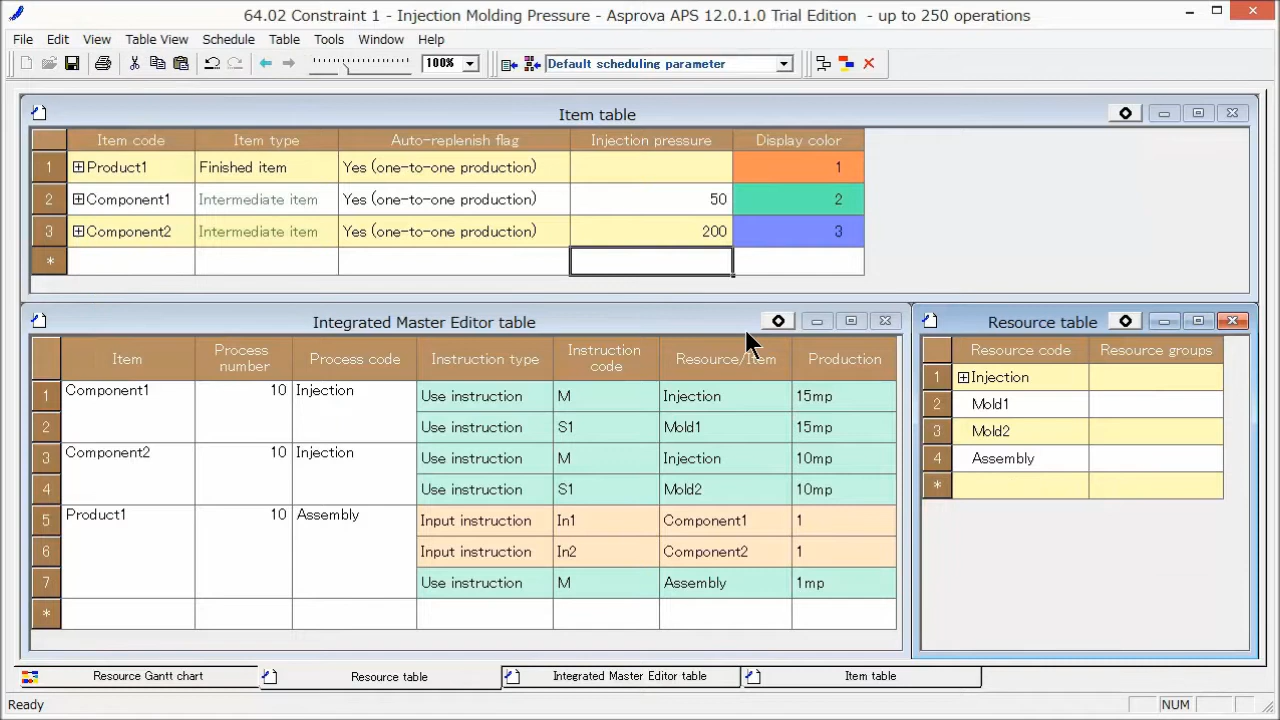 64.02 Constraint 1 - Injection Molding Pressure - Asprova APS 12.0.1.0 Trial Edition - up to 250 operations
File Edit View Table View Schedule Table Tools Window Help
100% Default scheduling parameter
Item table
Item code Item type Auto-replenish flag Injection pressure Display color
1 Product1 Finished item Yes (one-to-one production) 1
2 Component1 Intermediate item Yes (one-to-one production) 50 2
3 Component2 Intermediate item Yes (one-to-one production) 200 3
*
Integrated Master Editor table
Item Process number Process code Instruction type Instruction code Resource/Item Production
1 Component1 10 Injection Use instruction M Injection 15mp
2 Use instruction S1 Mold1 15mp
3 Component2 10 Injection Use instruction M Injection 10mp
4 Use instruction S1 Mold2 10mp
5 Product1 10 Assembly Input instruction In1 Component1 1
6 Input instruction In2 Component2 1
7 Use instruction M Assembly 1mp
*
Resource table
Resource code Resource groups
1 Injection
2 Mold1
3 Mold2
4 Assembly
*
Resource Gantt chart Resource table Integrated Master Editor table Item table
Ready NUM